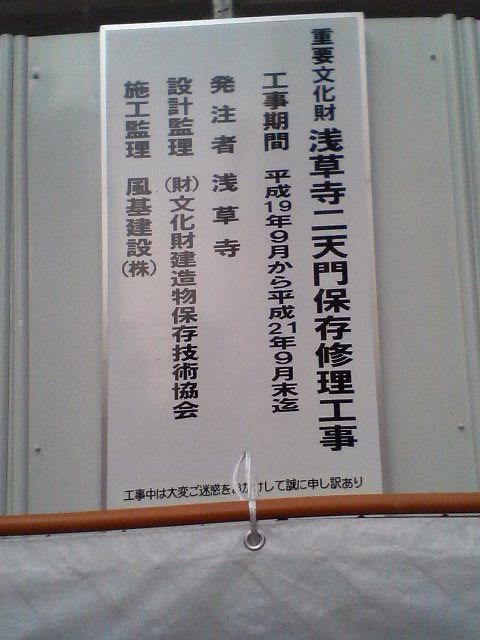 重要文化財 浅草寺二天門保存修理工事
工事期間 平成19年9月から平成21年9月末迄
発注者 浅草寺
設計監理 (財)文化財建造物保存技術協会
施工監理 風基建設(株)
工事中は大変ご迷惑をおかけして誠に申し訳あり